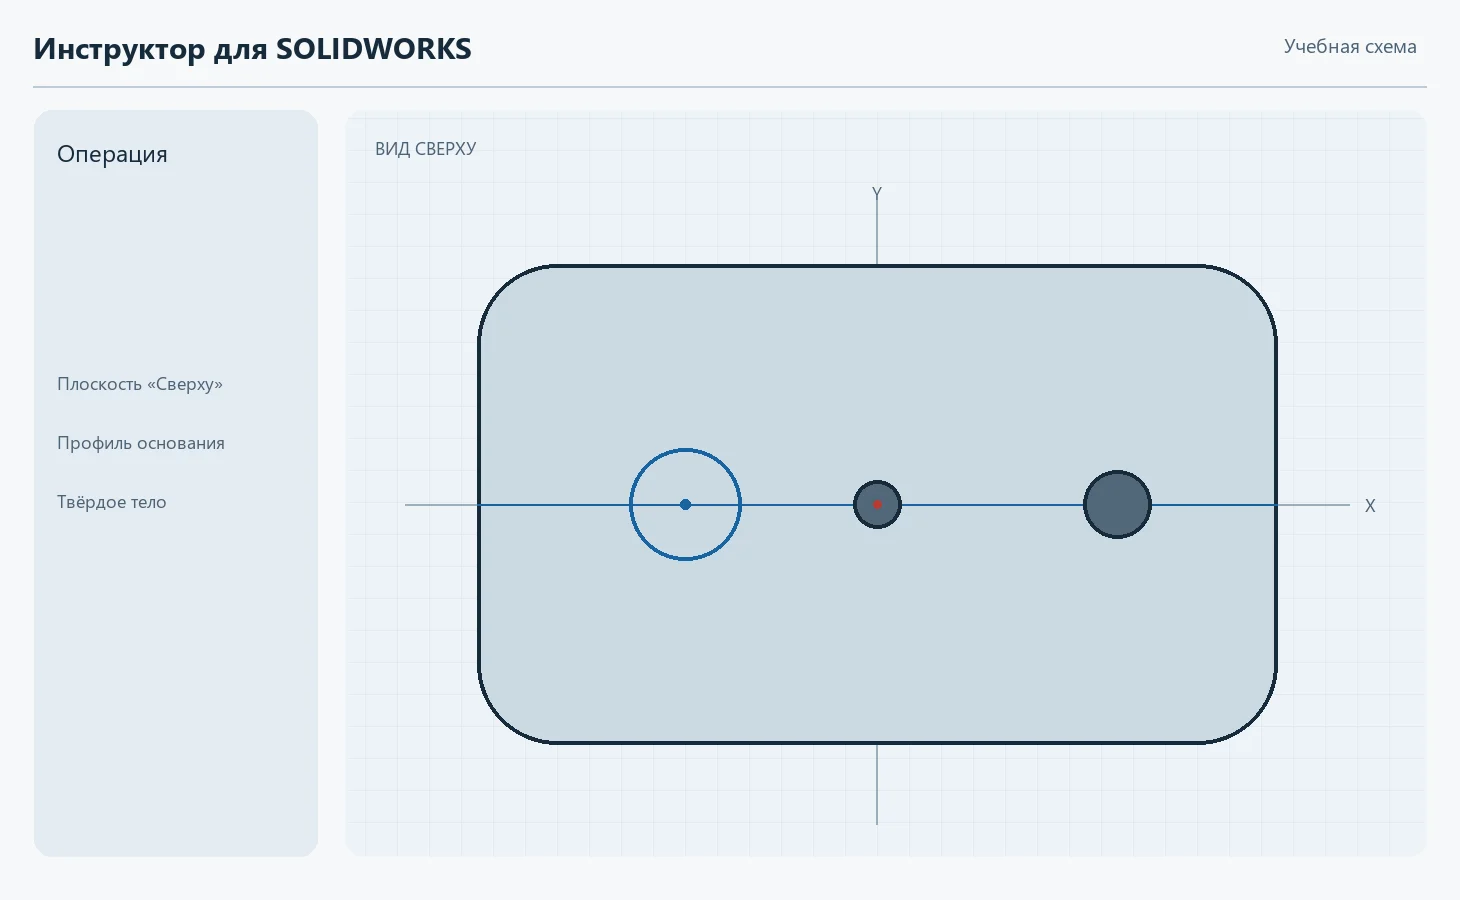 Инструктор для SOLIDWORKS
Учебная схема
Операция
Плоскость «Сверху»
Профиль основания
Твёрдое тело
ВИД СВЕРХУ
Y
X